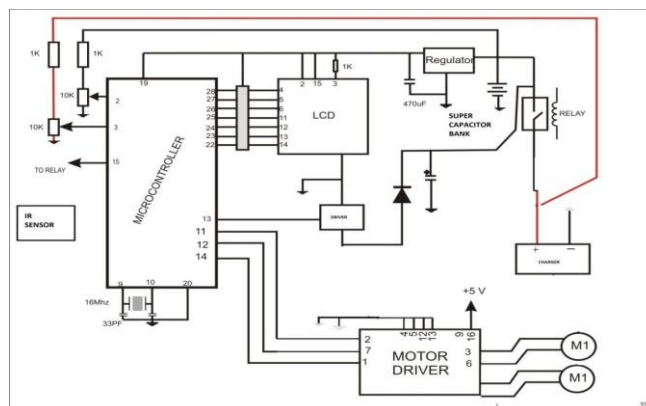 1K
1K
10K
10K
2
3
15
TO RELAY
IR
SENSOR
19
MICROCONTROLLER
28
27
26
25
24
23
22
4
5
6
11
12
13
14
2
15
3
1K
LCD
470uF
Regulator
SUPER
CAPACITOR
BANK
RELAY
13
11
12
14
DRIVER
+
−
CHARGER
9
10
20
16Mhz
33PF
+5 V
4
5
12
13
9
16
2
7
1
MOTOR
DRIVER
3
6
M1
M1